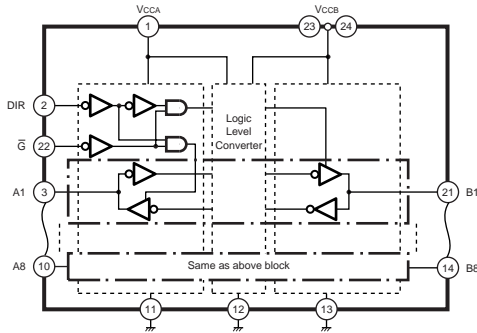 VCCA
VCCB
1
23
24
DIR
2
G̅
22
Logic
Level
Converter
A1
3
21
B1
A8
10
Same as above block
14
B8
11
12
13